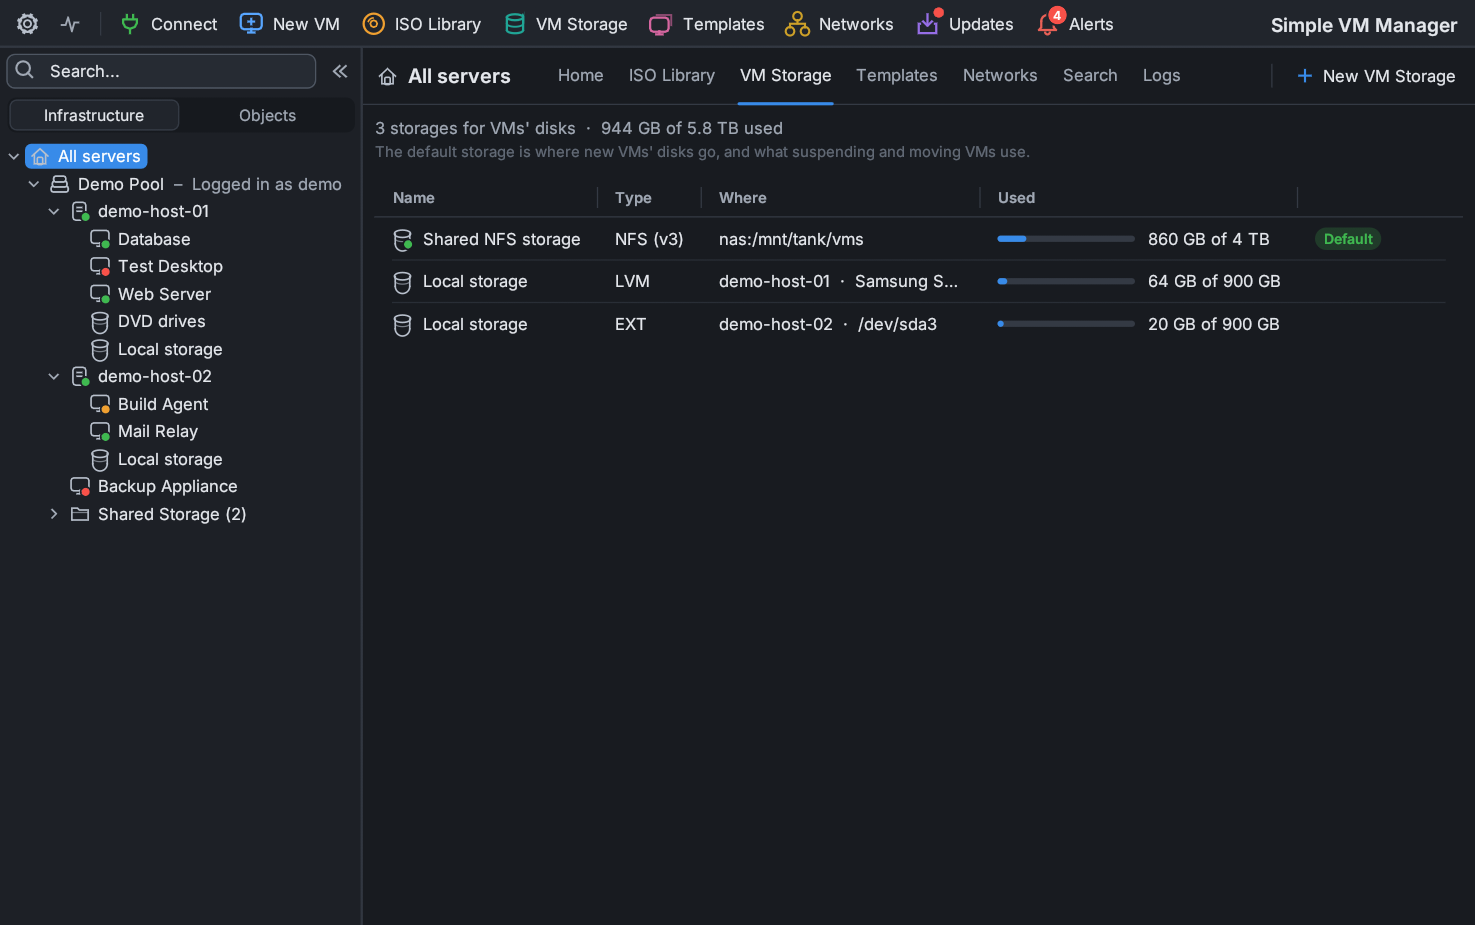 Connect New VM ISO Library VM Storage Templates Networks Updates 4 Alerts Simple VM Manager
Search...
Infrastructure Objects
All servers
Demo Pool – Logged in as demo
demo-host-01
Database
Test Desktop
Web Server
DVD drives
Local storage
demo-host-02
Build Agent
Mail Relay
Local storage
Backup Appliance
Shared Storage (2)
All servers Home ISO Library VM Storage Templates Networks Search Logs + New VM Storage
3 storages for VMs' disks · 944 GB of 5.8 TB used
The default storage is where new VMs' disks go, and what suspending and moving VMs use.
Name Type Where Used
Shared NFS storage NFS (v3) nas:/mnt/tank/vms 860 GB of 4 TB Default
Local storage LVM demo-host-01 · Samsung S... 64 GB of 900 GB
Local storage EXT demo-host-02 · /dev/sda3 20 GB of 900 GB